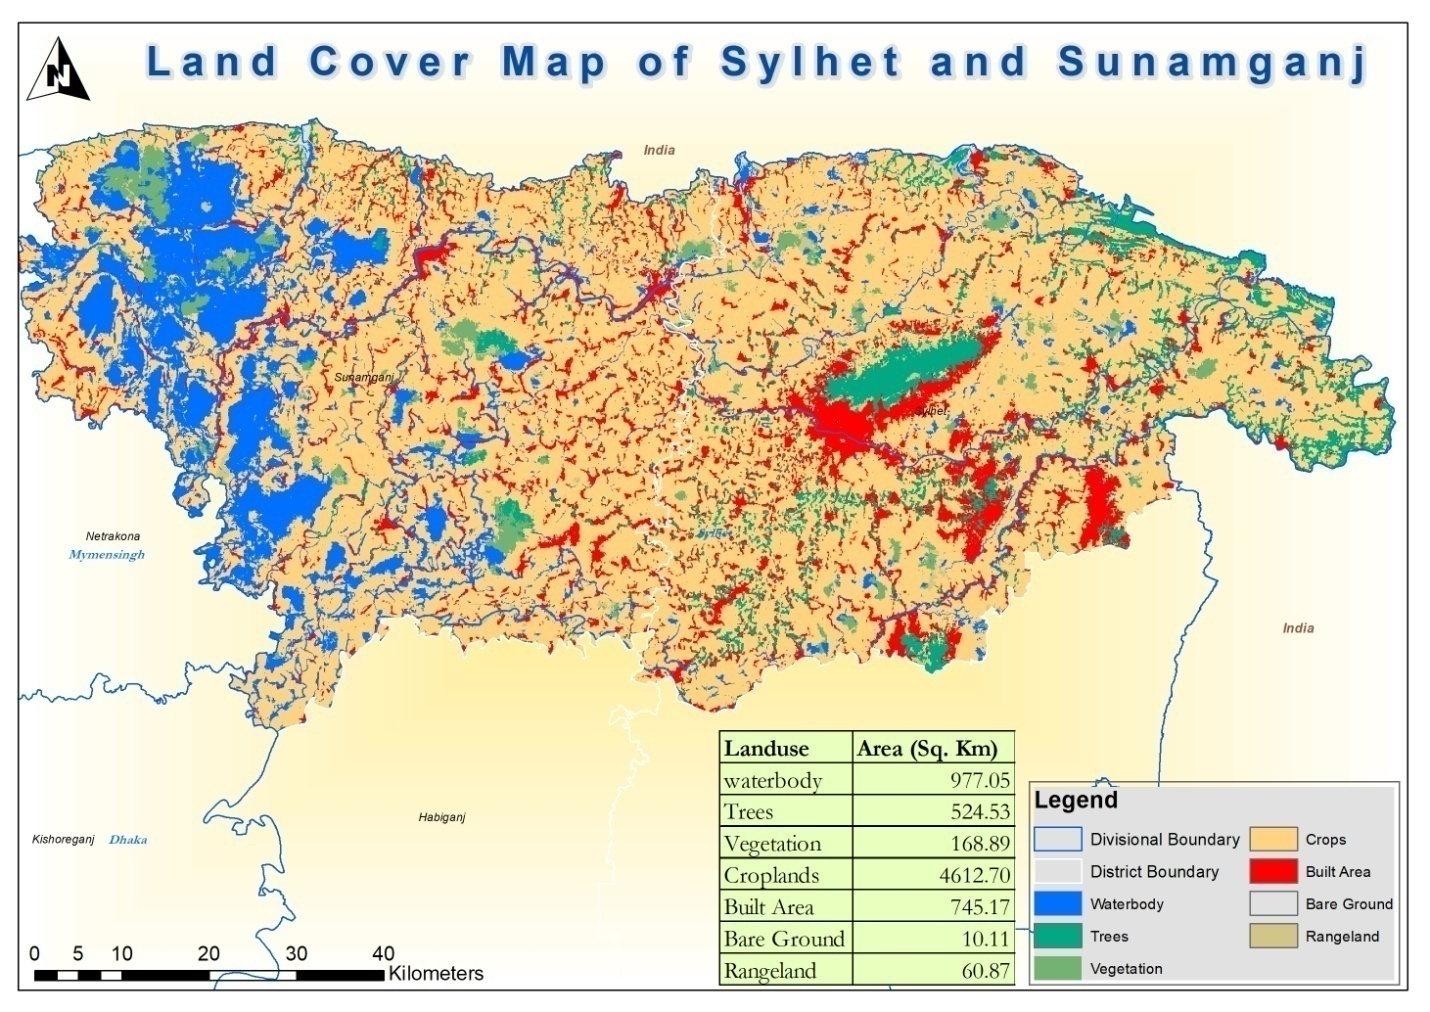 Land Cover Map of Sylhet and Sunamganj
N
India
Sunamganj
Sylhet
Sylhet
Netrakona
Mymensingh
India
Habiganj
Kishoreganj Dhaka
Landuse Area (Sq. Km)
waterbody 977.05
Trees 524.53
Vegetation 168.89
Croplands 4612.70
Built Area 745.17
Bare Ground 10.11
Rangeland 60.87
Legend
Divisional Boundary Crops
District Boundary Built Area
Waterbody Bare Ground
Trees Rangeland
Vegetation
0 5 10 20 30 40
Kilometers